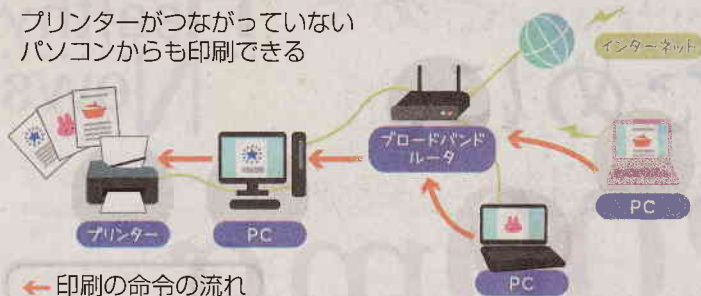 プリンターがつながっていない
パソコンからも印刷できる
インターネット
ブロードバンド
ルータ
プリンター
PC
PC
PC
←印刷の命令の流れ